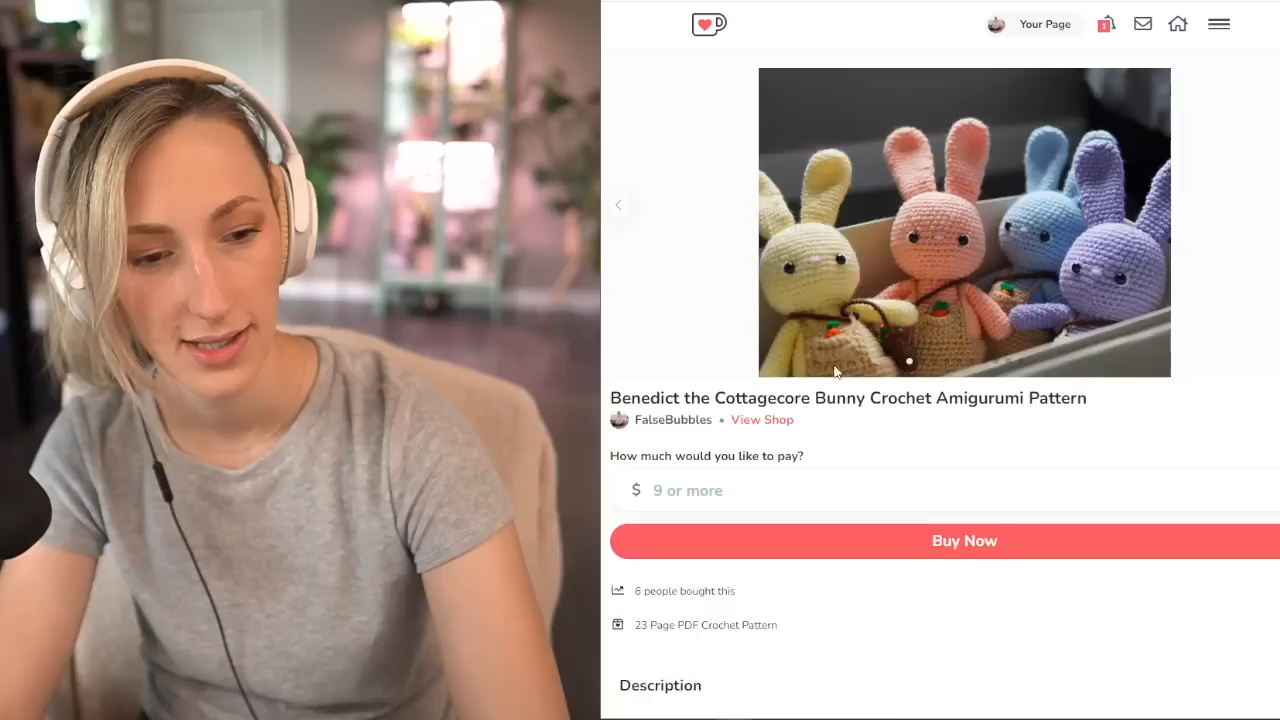 D
Your Page
1
Benedict the Cottagecore Bunny Crochet Amigurumi Pattern
FalseBubbles • View Shop
How much would you like to pay?
$ 9 or more
Buy Now
6 people bought this
23 Page PDF Crochet Pattern
Description